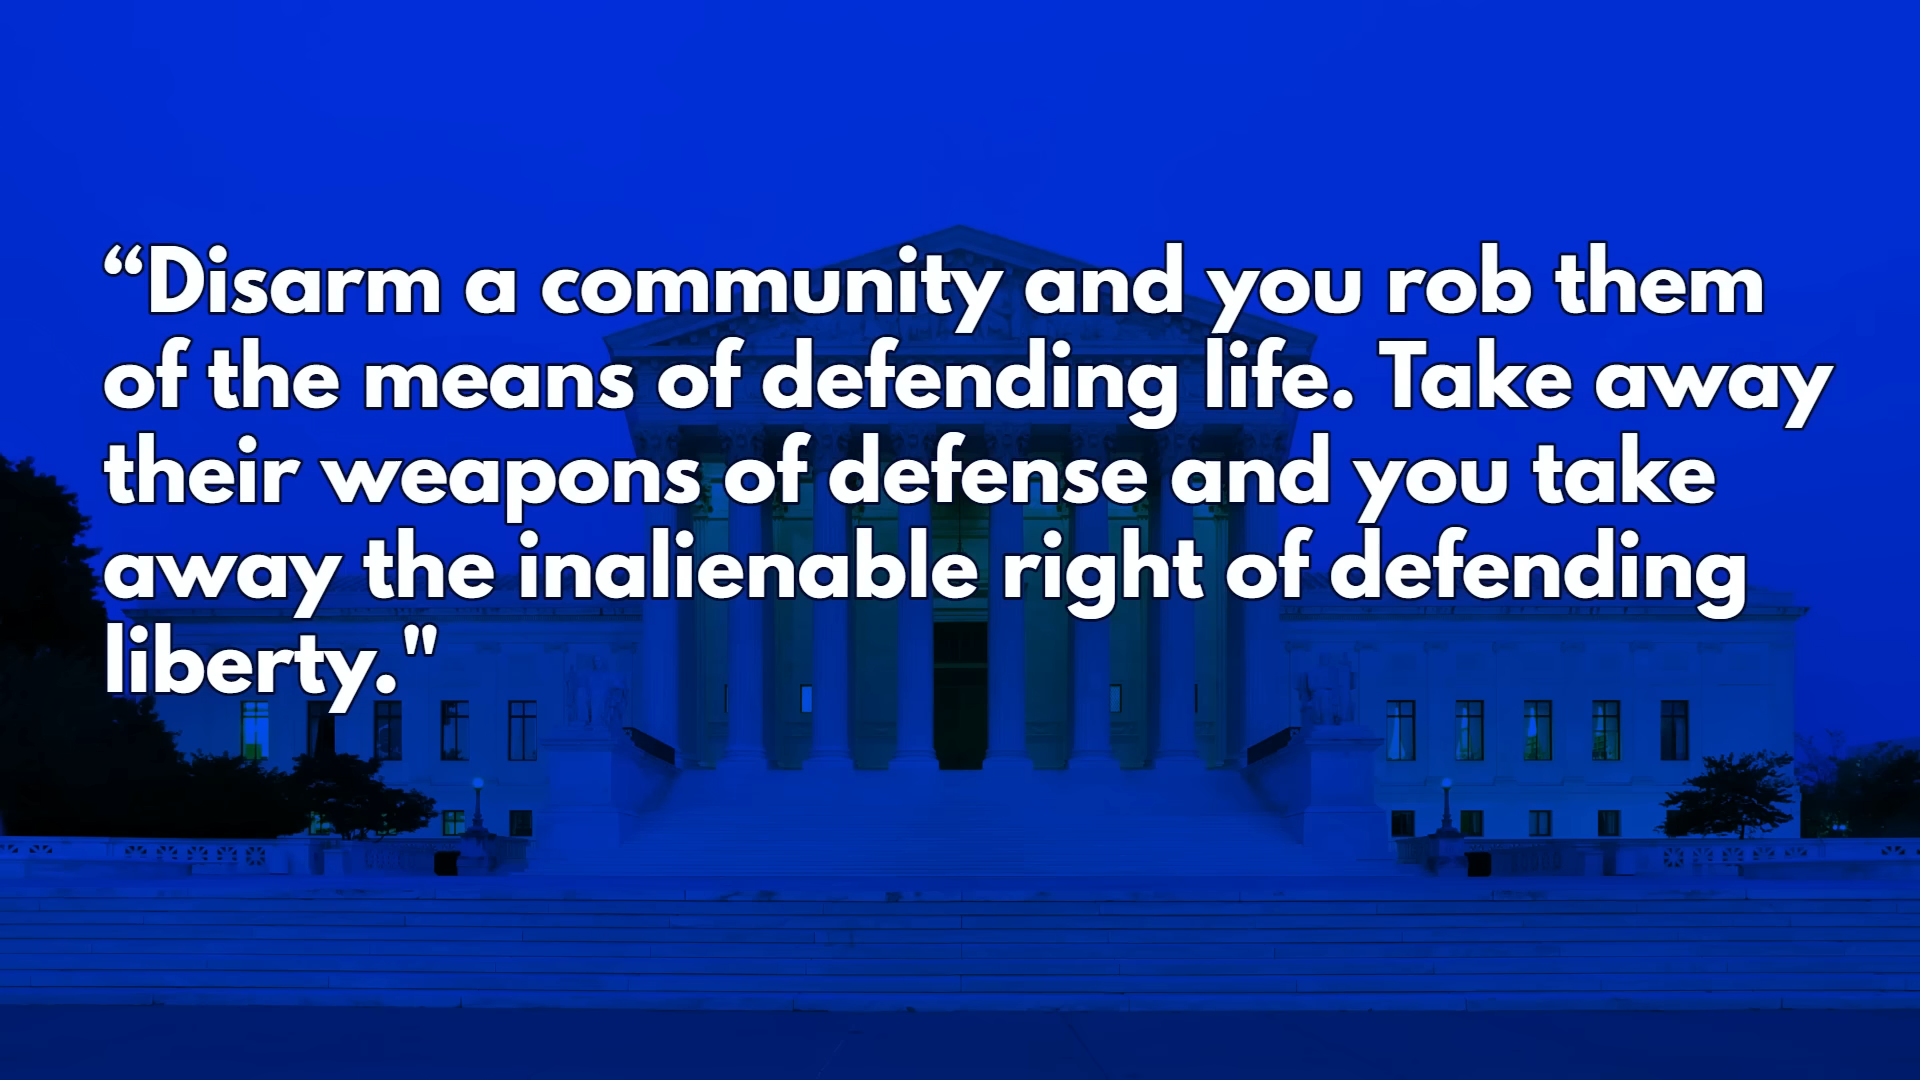 “Disarm a community and you rob them
of the means of defending life. Take away
their weapons of defense and you take
away the inalienable right of defending
liberty."